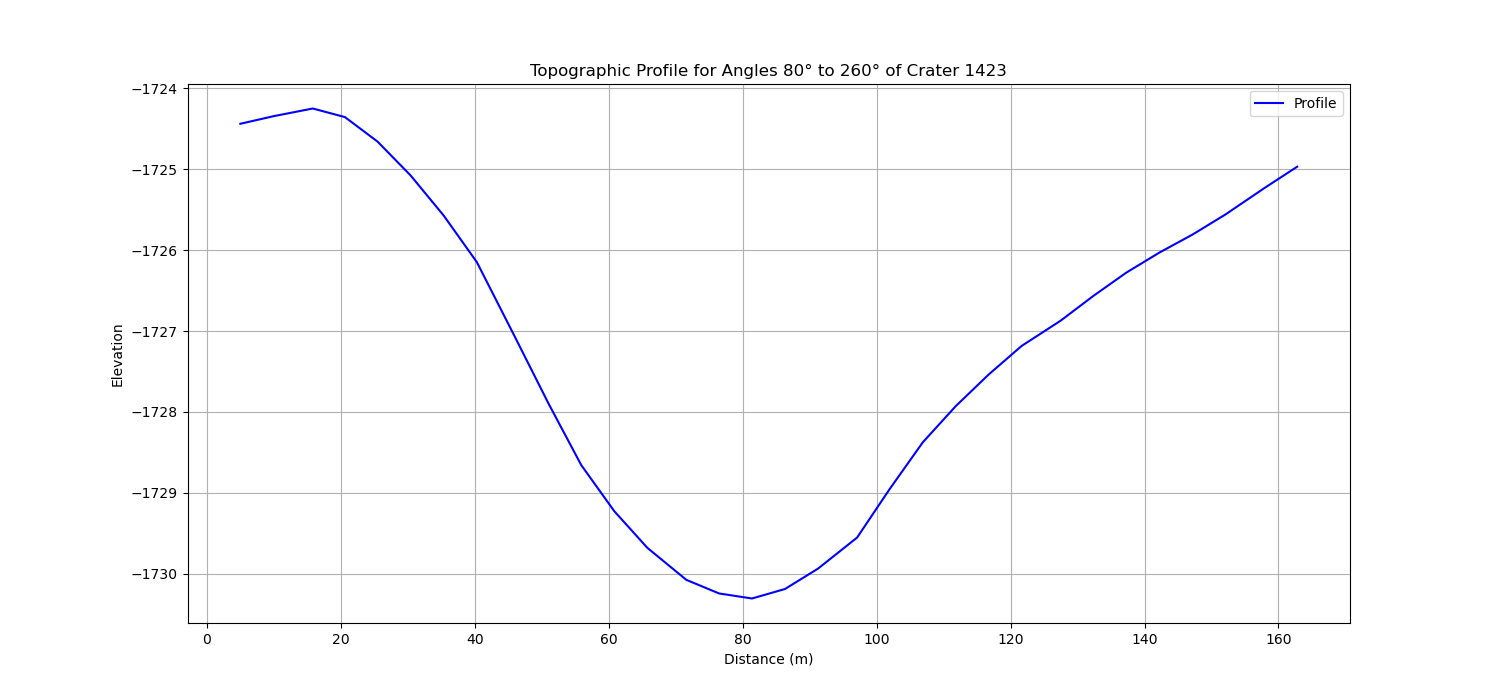 Topographic Profile for Angles 80° to 260° of Crater 1423
Profile
−1724
−1725
−1726
−1727
−1728
−1729
−1730
Elevation
0 20 40 60 80 100 120 140 160
Distance (m)